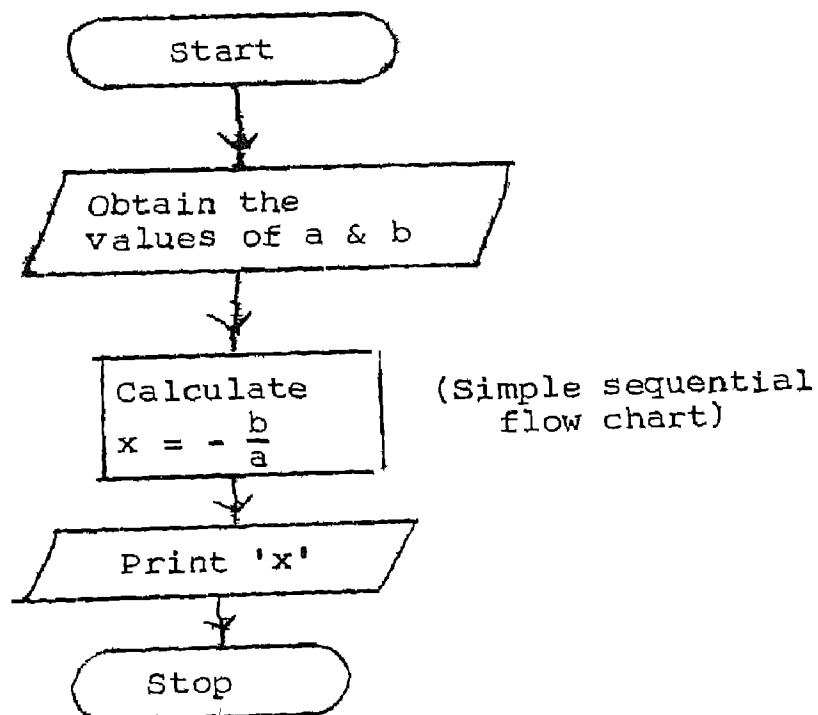 Start
Obtain the
values of a & b
Calculate
x = - b/a
(Simple sequential
flow chart)
Print 'x'
Stop